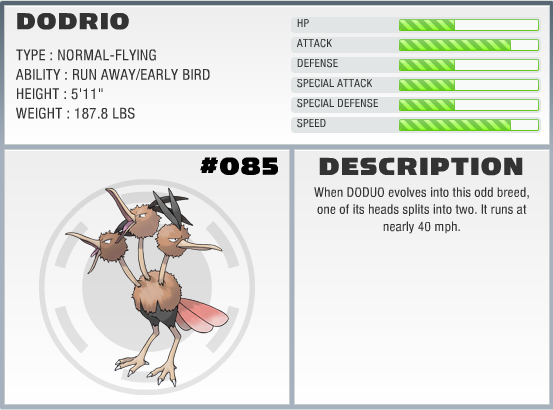 DODRIO
TYPE : NORMAL-FLYING
ABILITY : RUN AWAY/EARLY BIRD
HEIGHT : 5'11"
WEIGHT : 187.8 LBS
HP
ATTACK
DEFENSE
SPECIAL ATTACK
SPECIAL DEFENSE
SPEED
#085
DESCRIPTION
When DODUO evolves into this odd breed,
one of its heads splits into two. It runs at
nearly 40 mph.